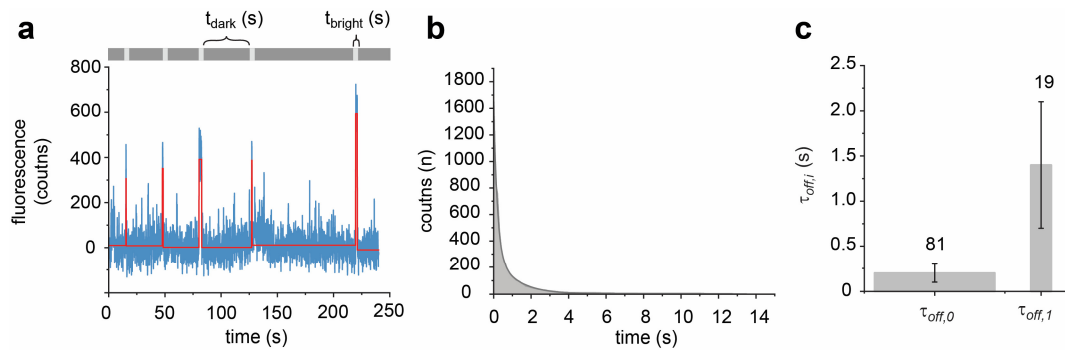 a
t_dark (s)
t_bright (s)
800
600
400
200
0
fluorescence
(coutns)
0 50 100 150 200 250
time (s)
b
1800
1600
1200
1000
800
600
400
200
0
coutns (n)
0 2 4 6 8 10 12 14
time (s)
c
2.5
2.0
1.5
1.0
0.5
0
τ_off,i (s)
81
19
τ_off,0
τ_off,1